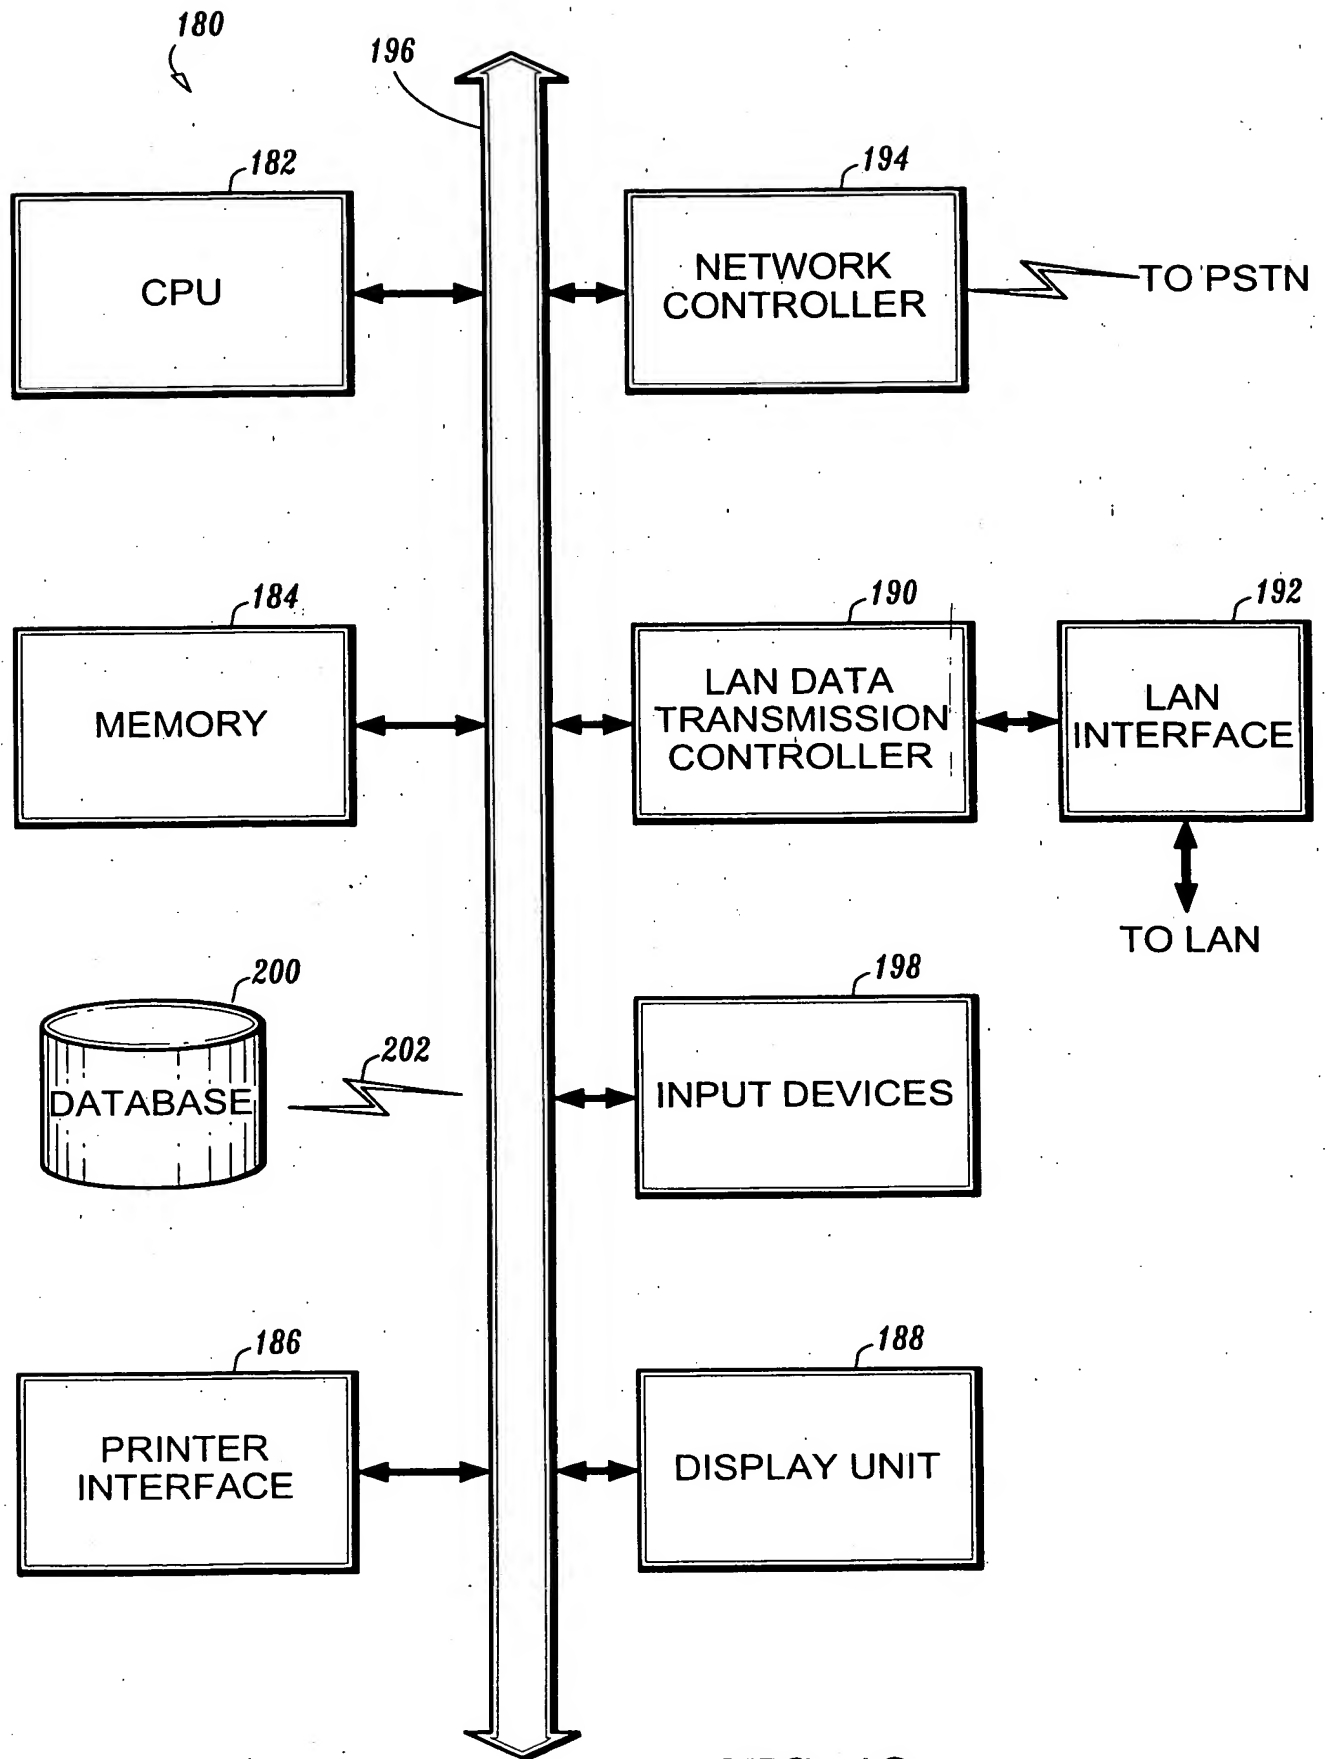 180
196
182
CPU
194
NETWORK
CONTROLLER
TO PSTN
184
MEMORY
190
LAN DATA
TRANSMISSION
CONTROLLER
192
LAN
INTERFACE
TO LAN
200
DATABASE
202
198
INPUT DEVICES
186
PRINTER
INTERFACE
188
DISPLAY UNIT